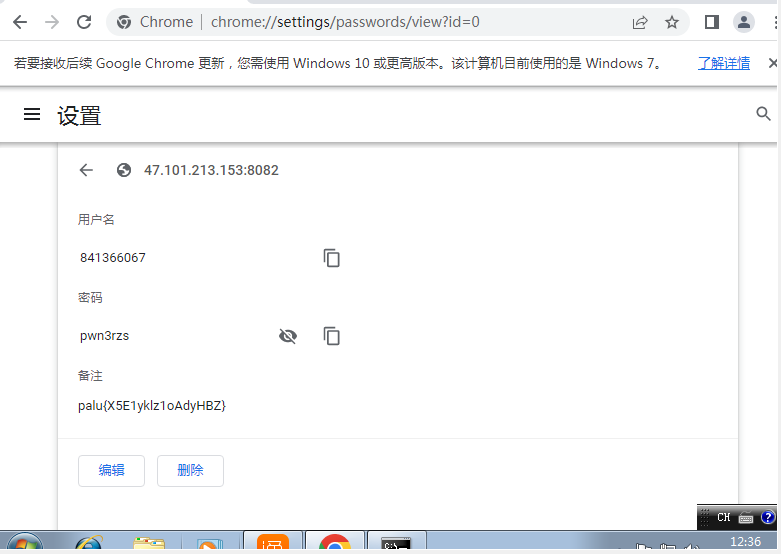 Chrome | chrome://settings/passwords/view?id=0
若要接收后续 Google Chrome 更新，您需使用 Windows 10 或更高版本。该计算机目前使用的是 Windows 7。 了解详情
设置
47.101.213.153:8082
用户名
841366067
密码
pwn3rzs
备注
palu{X5E1yklz1oAdyHBZ}
编辑 删除
CH
C:\
12:36